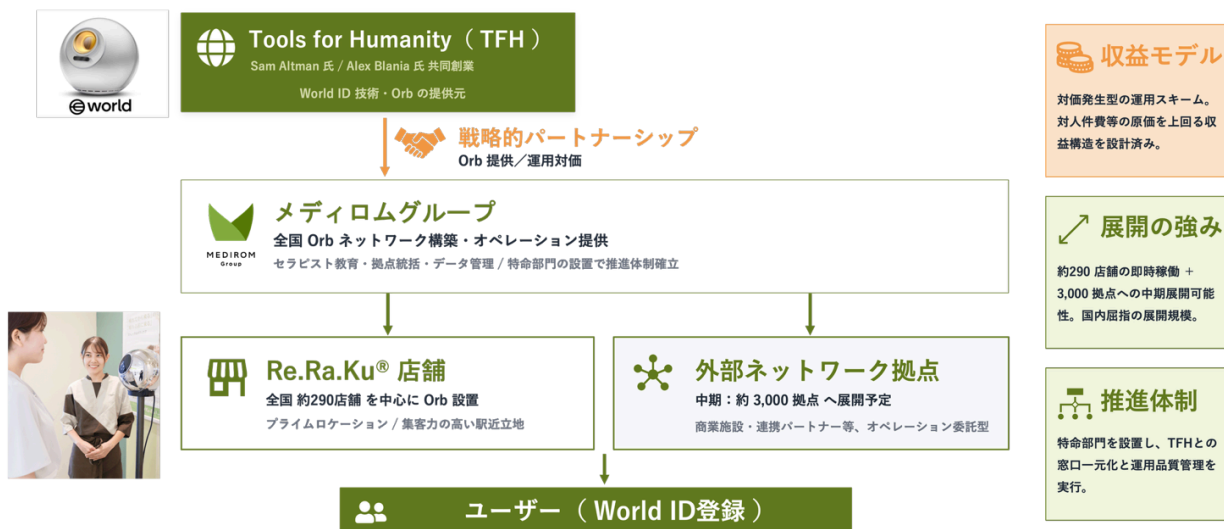 world
Tools for Humanity（ TFH ）
Sam Altman 氏 / Alex Blania 氏 共同創業
World ID 技術・Orb の提供元
戦略的パートナーシップ
Orb 提供／運用対価
MEDIROM
Group
メディロムグループ
全国 Orb ネットワーク構築・オペレーション提供
セラピスト教育・拠点統括・データ管理 / 特命部門の設置で推進体制確立
Re.Ra.Ku® 店舗
全国 約290店舗 を中心に Orb 設置
プライムロケーション / 集客力の高い駅近立地
外部ネットワーク拠点
中期：約 3,000 拠点 へ展開予定
商業施設・連携パートナー等、オペレーション委託型
ユーザー（ World ID登録 ）
収益モデル
対価発生型の運用スキーム。
対人件費等の原価を上回る収
益構造を設計済み。
展開の強み
約290 店舗の即時稼働 ＋
3,000 拠点への中期展開可能
性。国内屈指の展開規模。
推進体制
特命部門を設置し、TFHとの
窓口一元化と運用品質管理を
実行。